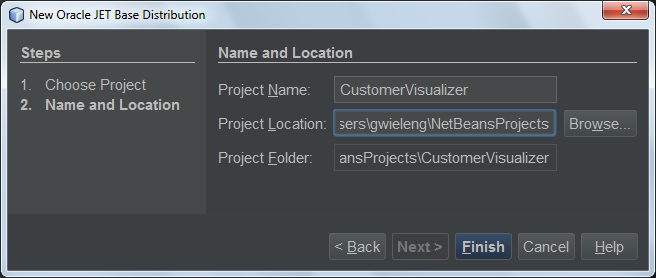 New Oracle JET Base Distribution
Steps
1. Choose Project
2. Name and Location
Name and Location
Project Name: CustomerVisualizer
Project Location: sers\gwieleng\NetBeansProjects Browse...
Project Folder: ansProjects\CustomerVisualizer
< Back Next > Finish Cancel Help